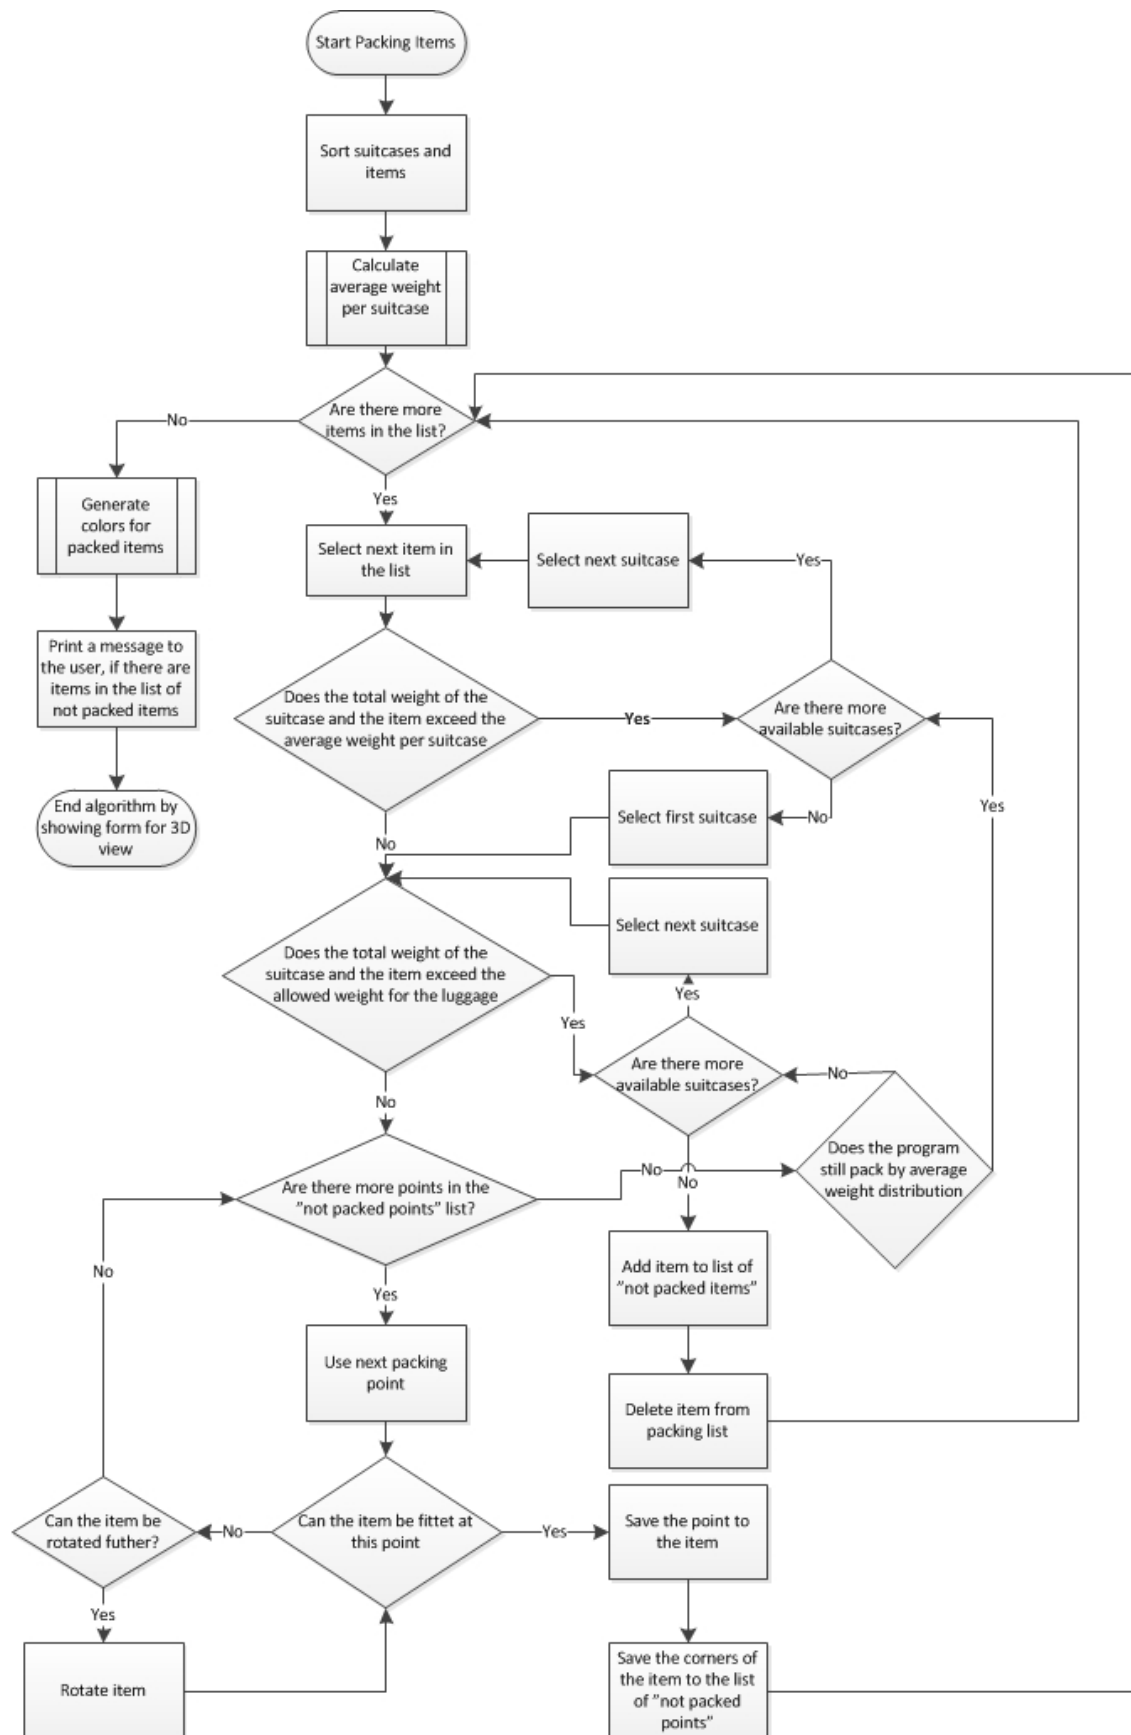 Start Packing Items
Sort suitcases and
items
Calculate
average weight
per suitcase
Are there more
items in the list?
No
Yes
Generate
colors for
packed items
Select next item in
the list
Select next suitcase
Yes
Print a message to
the user, if there are
items in the list of
not packed items
Does the total weight of the
suitcase and the item exceed the
average weight per suitcase
Yes
Are there more
available suitcases?
End algorithm by
showing form for 3D
view
No
Select first suitcase
No
Yes
Select next suitcase
Does the total weight of the
suitcase and the item exceed the
allowed weight for the luggage
Yes
Yes
Are there more
available suitcases?
No
No
Does the program
still pack by average
weight distribution
Are there more points in the
"not packed points" list?
No
No
No
Yes
Add item to list of
"not packed items"
Use next packing
point
Delete item from
packing list
Can the item be
rotated futher?
No
Can the item be fittet at
this point
Yes
Save the point to
the item
Yes
Rotate item
Save the corners of
the item to the list
of "not packed
points"